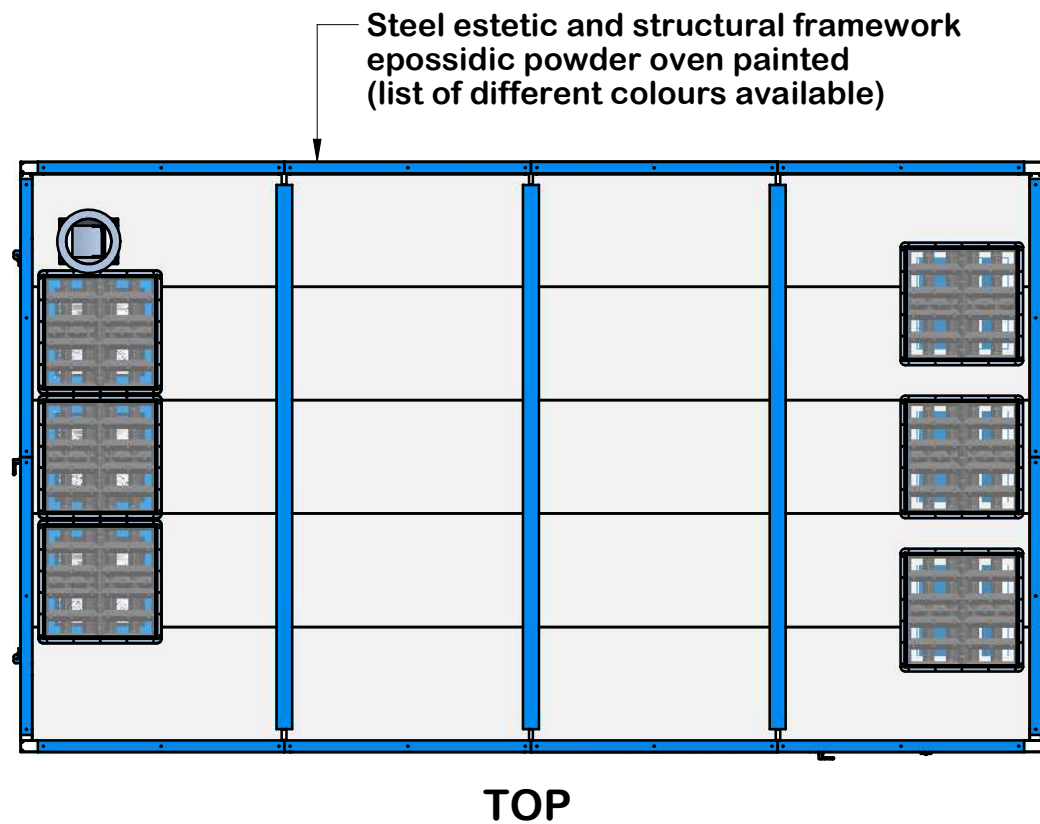 Steel estetic and structural framework
epossidic powder oven painted
(list of different colours available)
TOP